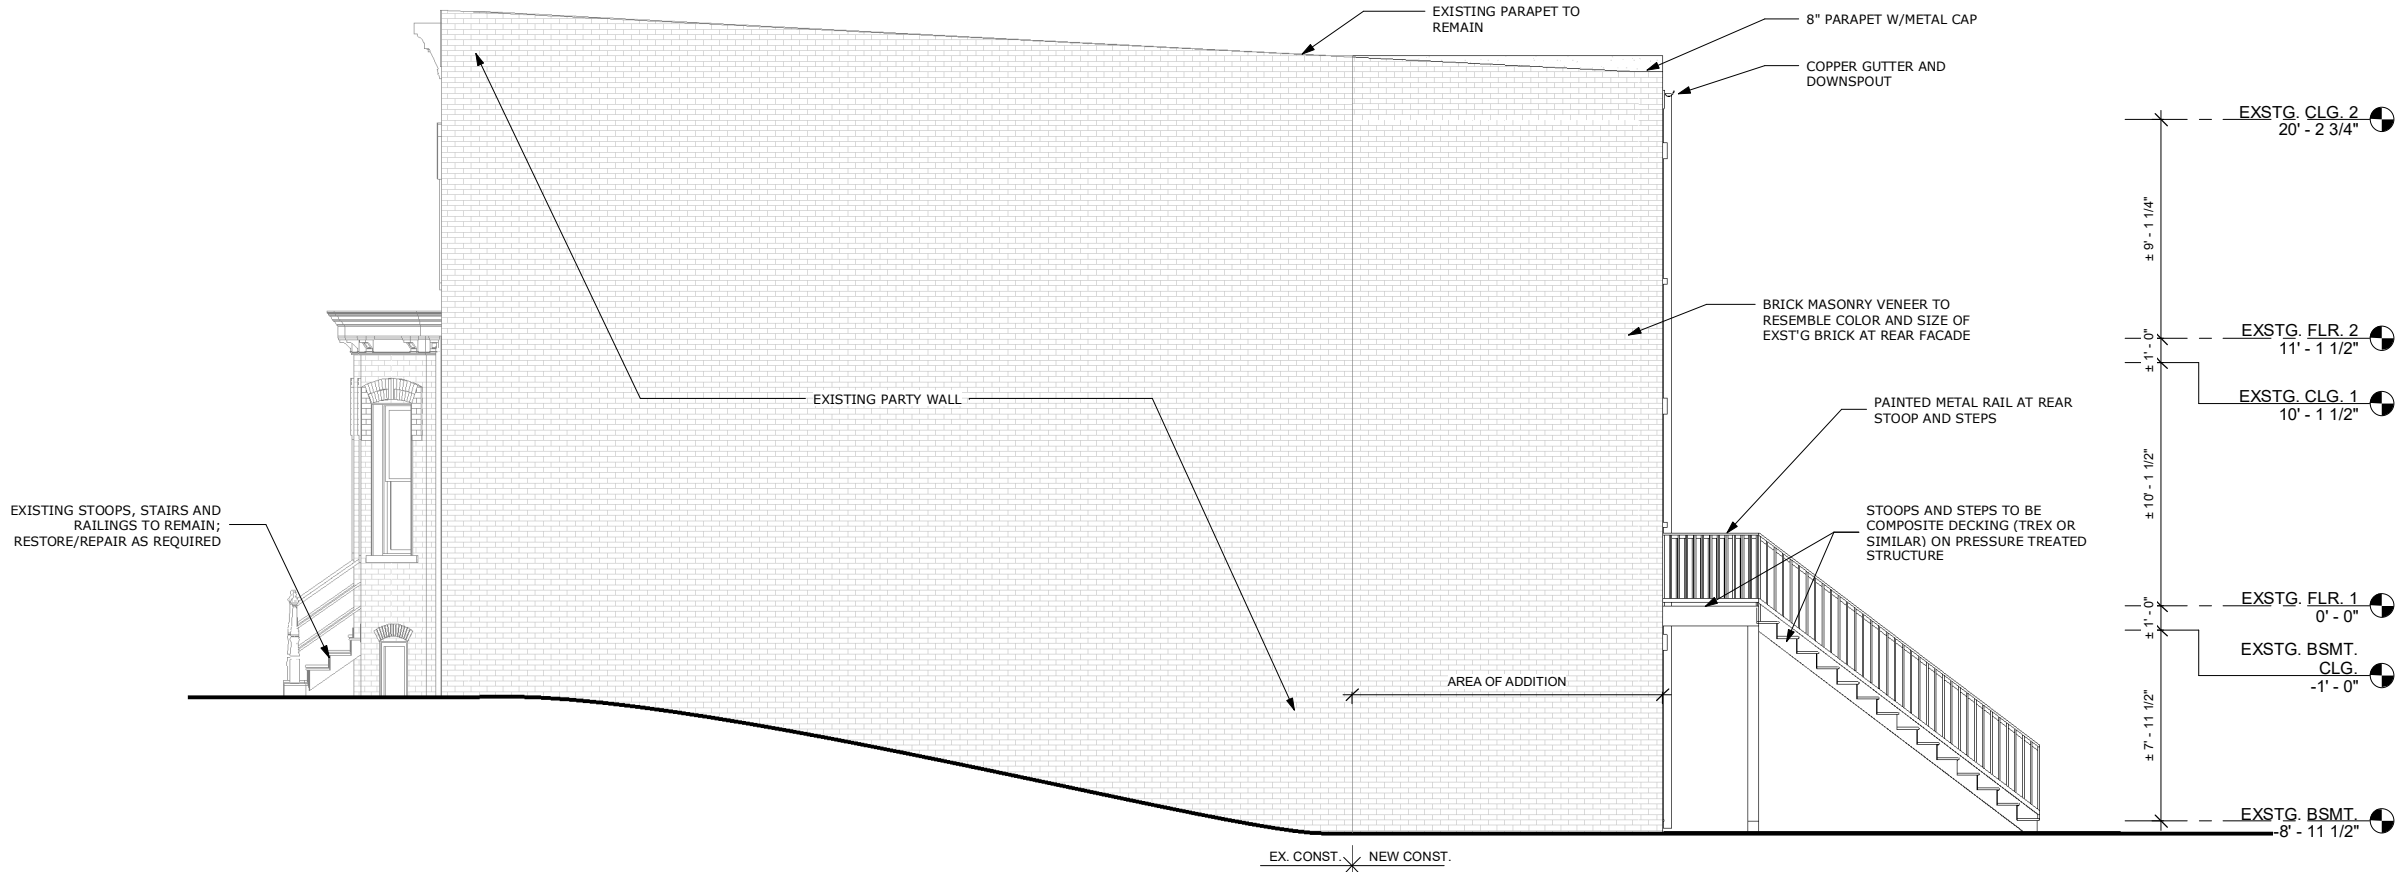 EXISTING PARAPET TO
REMAIN
8" PARAPET W/METAL CAP
COPPER GUTTER AND
DOWNSPOUT
EXSTG. CLG. 2
20' - 2 3/4"
± 9' - 1 1/4"
BRICK MASONRY VENEER TO
RESEMBLE COLOR AND SIZE OF
EXST'G BRICK AT REAR FACADE
EXSTG. FLR. 2
11' - 1 1/2"
± 1' - 0"
EXISTING PARTY WALL
PAINTED METAL RAIL AT REAR
STOOP AND STEPS
EXSTG. CLG. 1
10' - 1 1/2"
± 10' - 1 1/2"
EXISTING STOOPS, STAIRS AND
RAILINGS TO REMAIN;
RESTORE/REPAIR AS REQUIRED
STOOPS AND STEPS TO BE
COMPOSITE DECKING (TREX OR
SIMILAR) ON PRESSURE TREATED
STRUCTURE
EXSTG. FLR. 1
0' - 0"
± 1' - 0"
EXSTG. BSMT.
CLG.
-1' - 0"
AREA OF ADDITION
± 7' - 11 1/2"
EXSTG. BSMT.
-8' - 11 1/2"
EX. CONST.
NEW CONST.